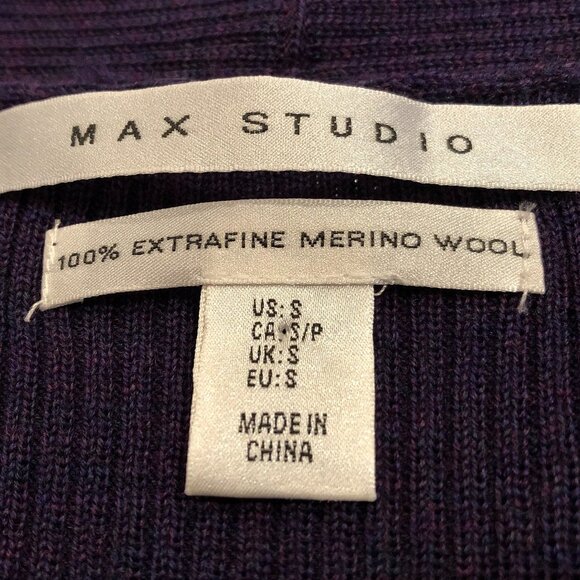 MAX STUDIO
100% EXTRAFINE MERINO WOOL
US: S
CA: S/P
UK: S
EU: S
MADE IN
CHINA